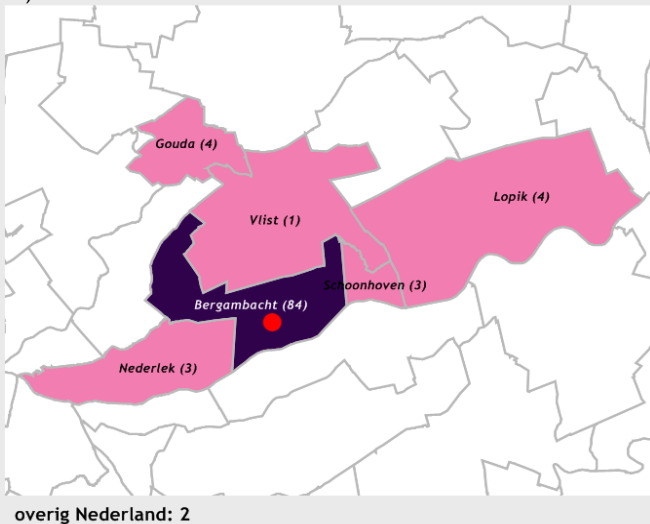 Gouda (4)
Lopik (4)
Vlist (1)
Schoonhoven (3)
Bergambacht (84)
Nederlek (3)
overig Nederland: 2